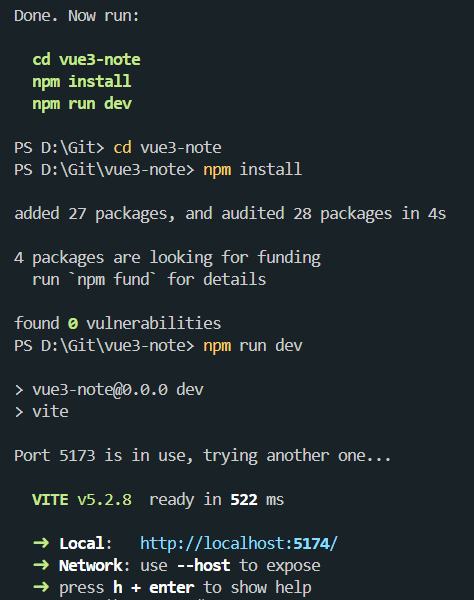 Done. Now run:
cd vue3-note
npm install
npm run dev
PS D:\Git> cd vue3-note
PS D:\Git\vue3-note> npm install
added 27 packages, and audited 28 packages in 4s
4 packages are looking for funding
run `npm fund` for details
found 0 vulnerabilities
PS D:\Git\vue3-note> npm run dev
> vue3-note@0.0.0 dev
> vite
Port 5173 is in use, trying another one...
VITE v5.2.8 ready in 522 ms
➜ Local: http://localhost:5174/
➜ Network: use --host to expose
➜ press h + enter to show help